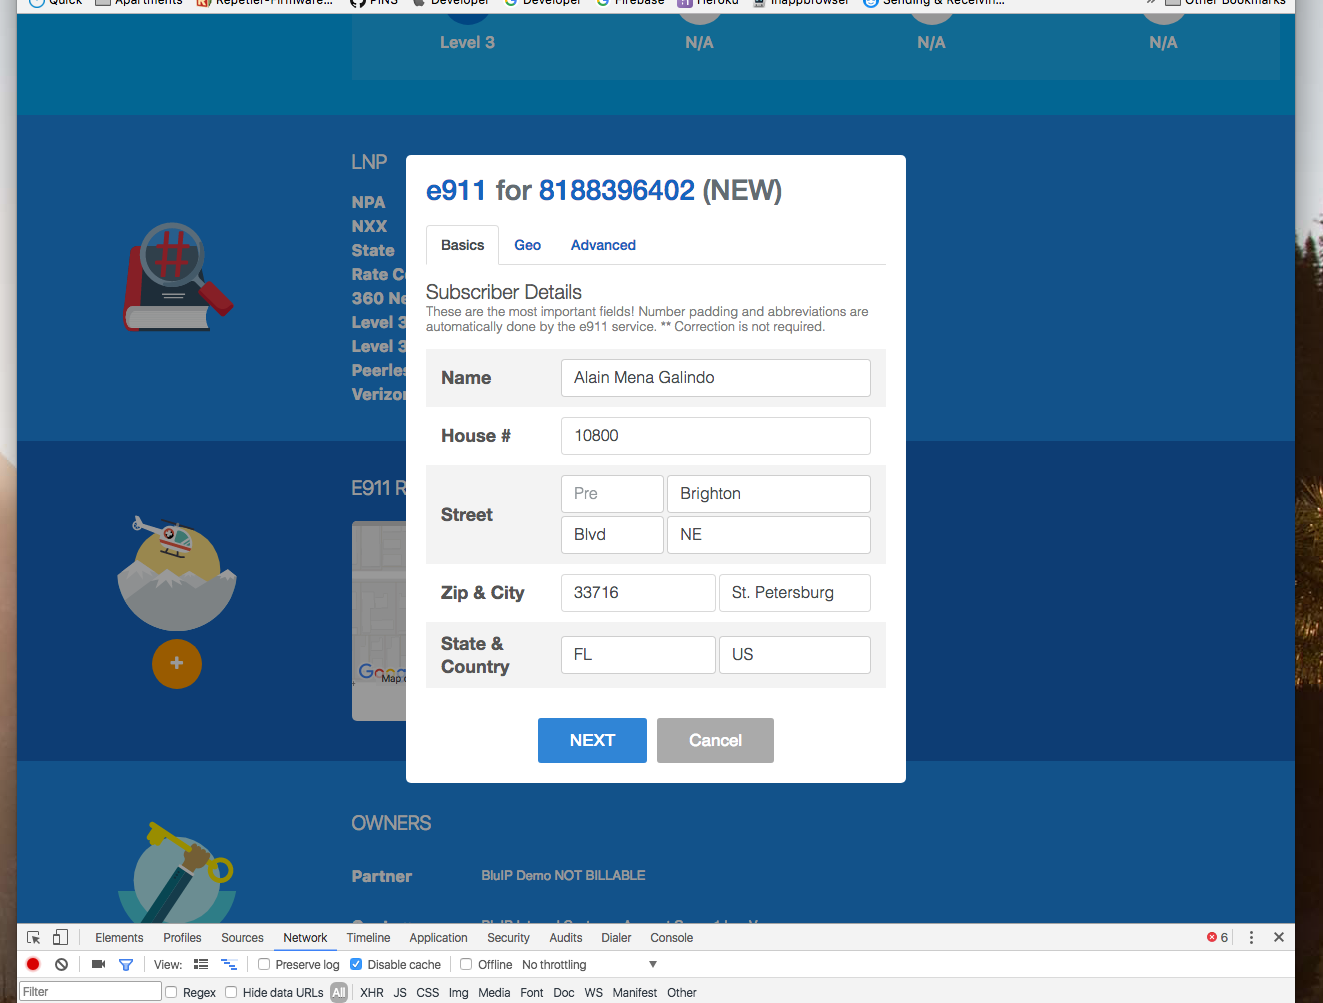 Quick Apartments Repetier-Firmware... PINS Developer Developer Firebase Heroku inappbrowser Sending & Receivin... » Other Bookmarks
Level 3 N/A N/A N/A
LNP
NPA
NXX
State
Rate C
360 Ne
Level 3
Level 3
Peerles
Verizon
e911 for 8188396402 (NEW)
Basics Geo Advanced
Subscriber Details
These are the most important fields! Number padding and abbreviations are
automatically done by the e911 service. ** Correction is not required.
Name Alain Mena Galindo
House # 10800
Street Pre Brighton
Blvd NE
Zip & City 33716 St. Petersburg
State &
Country FL US
NEXT Cancel
E911 R
+
Goog
Map
OWNERS
Partner BluIP Demo NOT BILLABLE
Elements Profiles Sources Network Timeline Application Security Audits Dialer Console 6
View: Preserve log Disable cache Offline No throttling
Filter Regex Hide data URLs All XHR JS CSS Img Media Font Doc WS Manifest Other